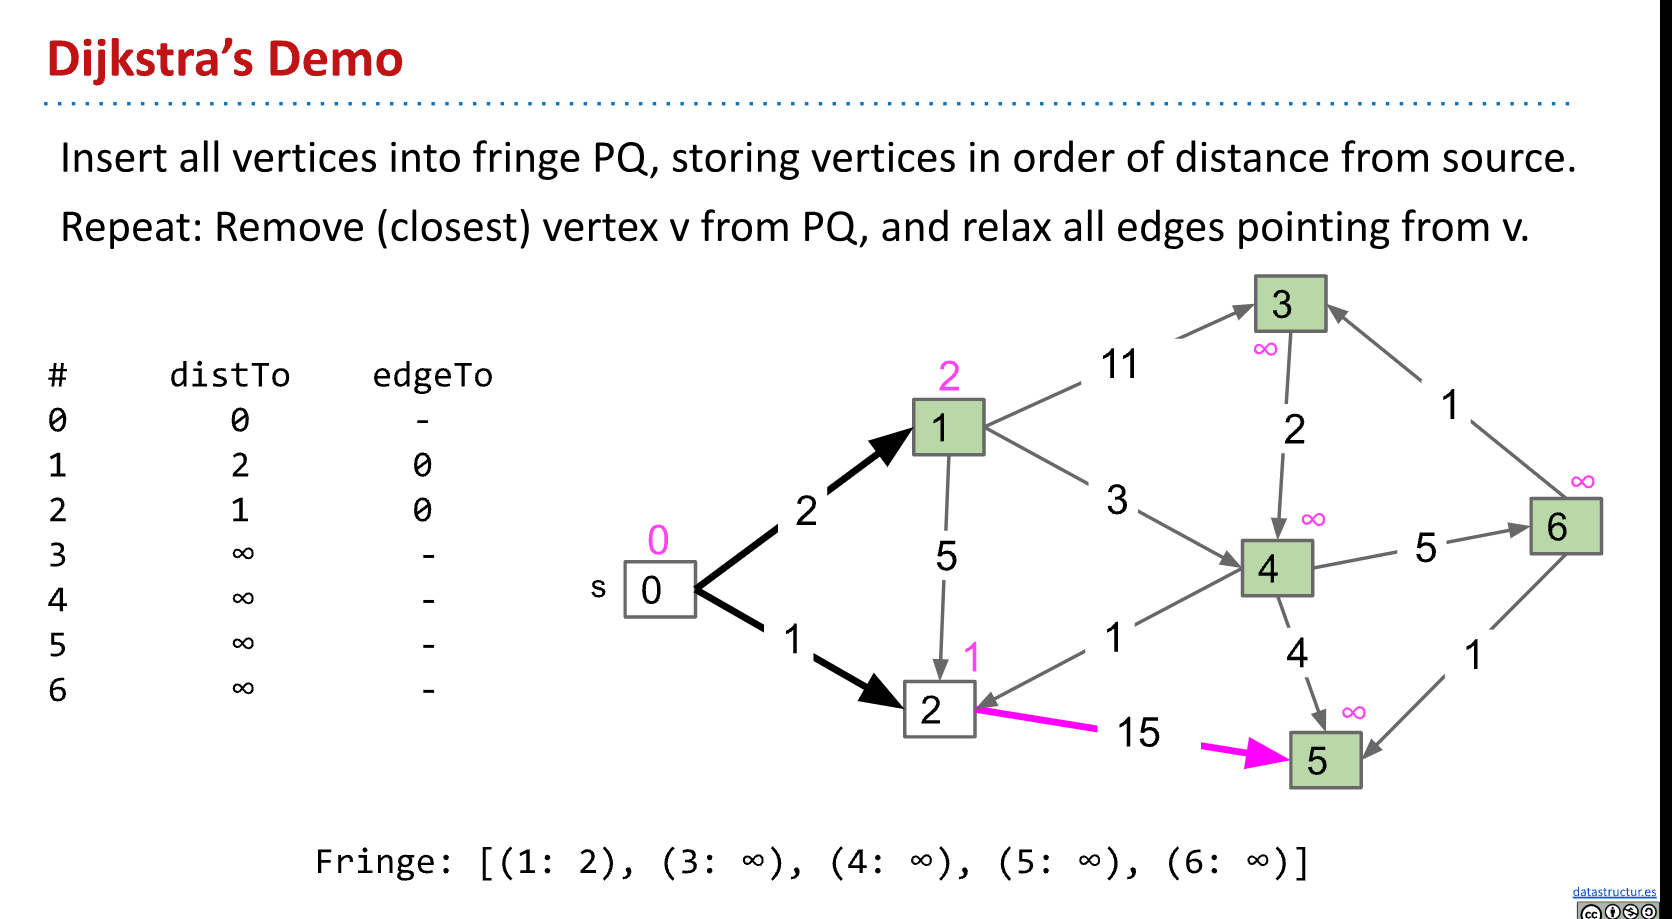 Dijkstra’s Demo
Insert all vertices into fringe PQ, storing vertices in order of distance from source.
Repeat: Remove (closest) vertex v from PQ, and relax all edges pointing from v.
# distTo edgeTo
0 0 -
1 2 0
2 1 0
3 ∞ -
4 ∞ -
5 ∞ -
6 ∞ -
3
∞
11
2
1
2
1
∞
6
2
3
∞
4
5
5
0
s 0
1
1
1
2
4
1
15
∞
5
Fringe: [(1: 2), (3: ∞), (4: ∞), (5: ∞), (6: ∞)]
datastructur.es
cc